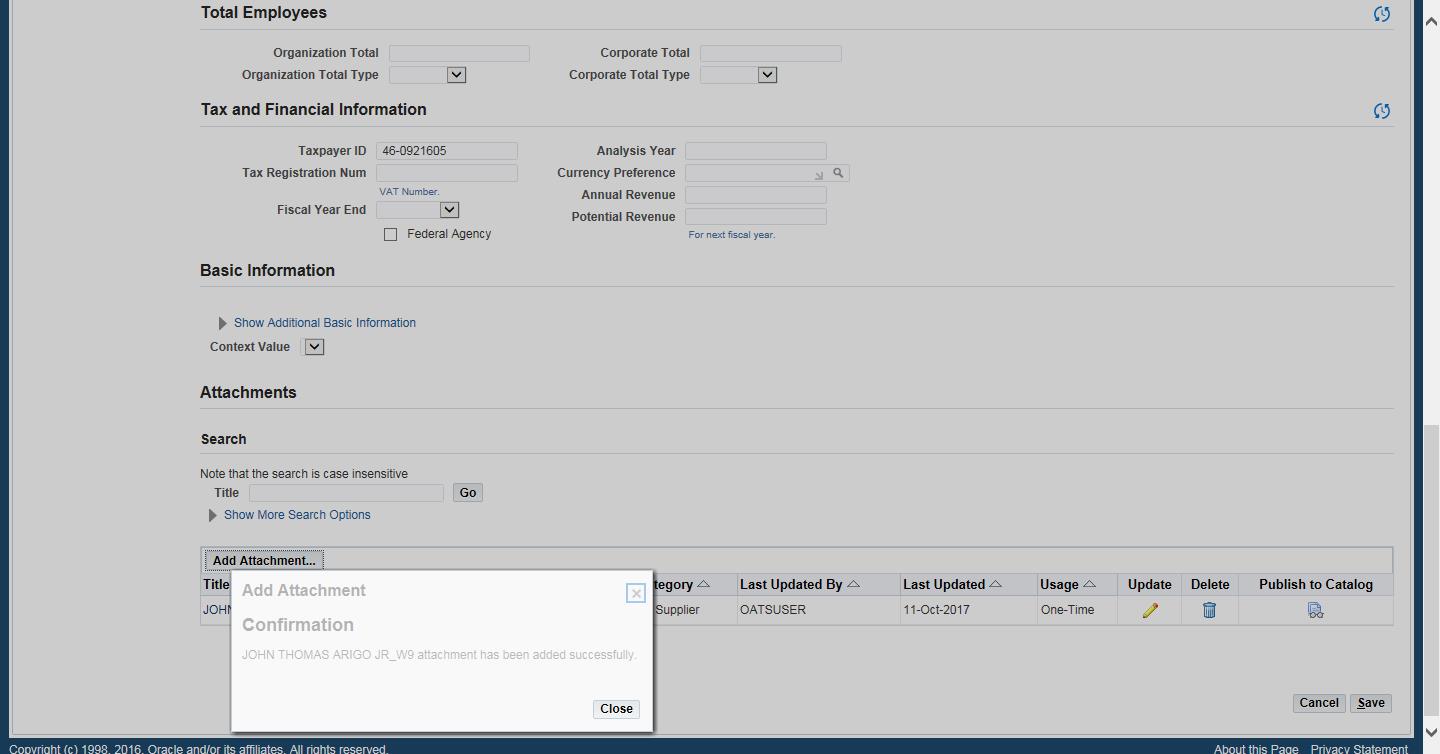 Total Employees
Organization Total
Corporate Total
Organization Total Type
Corporate Total Type
Tax and Financial Information
Taxpayer ID 46-0921605
Analysis Year
Tax Registration Num
Currency Preference
VAT Number.
Annual Revenue
Fiscal Year End
Potential Revenue
Federal Agency
For next fiscal year.
Basic Information
Show Additional Basic Information
Context Value
Attachments
Search
Note that the search is case insensitive
Title Go
Show More Search Options
Add Attachment...
Title tegory Last Updated By Last Updated Usage Update Delete Publish to Catalog
JOHN Supplier OATSUSER 11-Oct-2017 One-Time
Add Attachment
Confirmation
JOHN THOMAS ARIGO JR_W9 attachment has been added successfully.
Close
Cancel Save
Copyright (c) 1998, 2016, Oracle and/or its affiliates. All rights reserved.
About this Page Privacy Statement